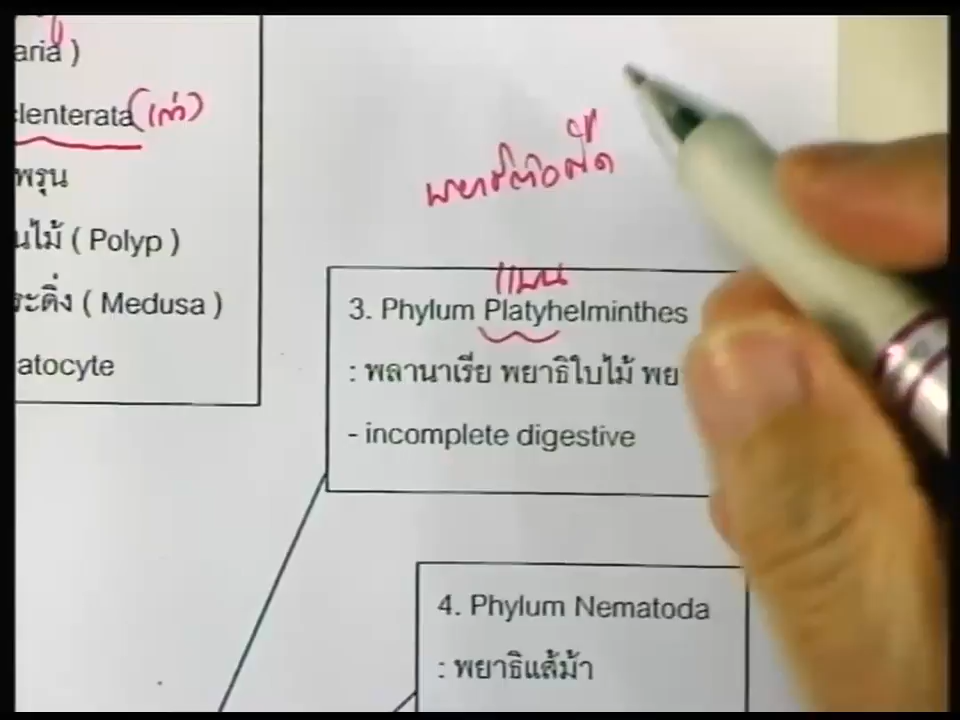 aria )
lenterata (เก่า)
พรุน
นไม้ ( Polyp )
ระดิ่ง ( Medusa )
atocyte
พยาธิตัวตืด
แบน
3. Phylum Platyhelminthes
: พลานาเรีย พยาธิใบไม้ พย
- incomplete digestive
4. Phylum Nematoda
: พยาธิแส้ม้า